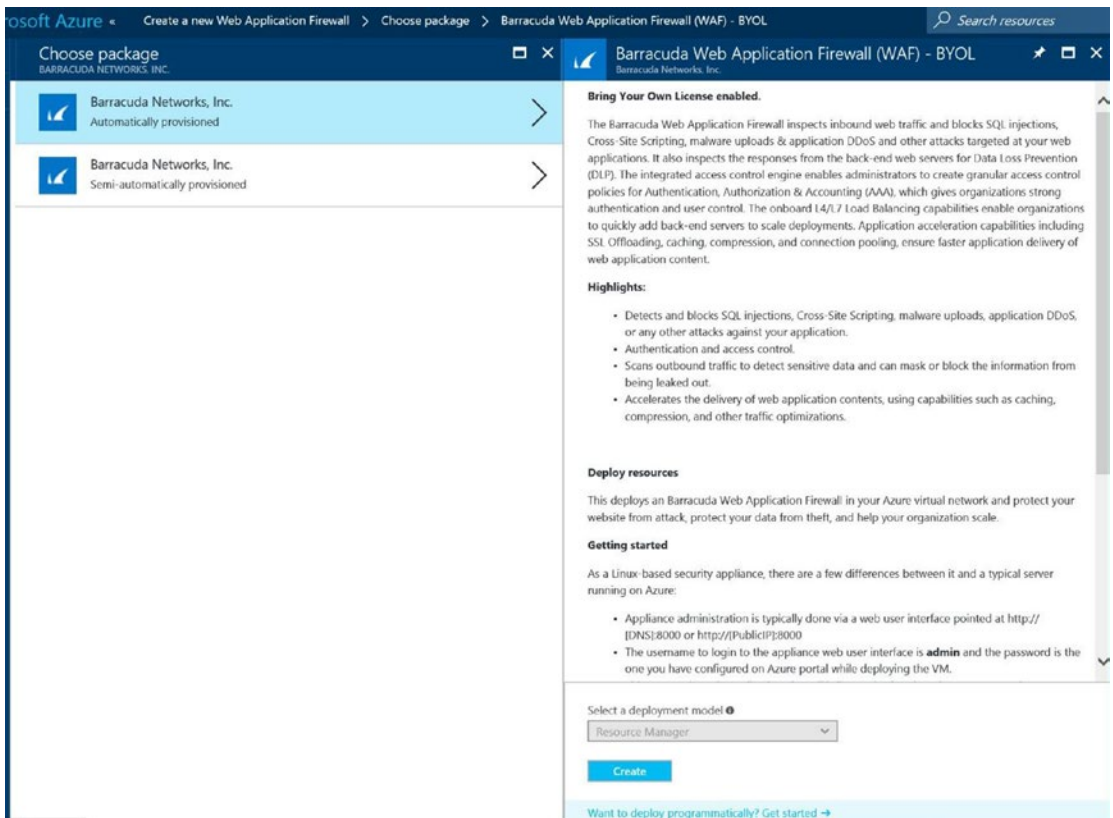 rosoft Azure « Create a new Web Application Firewall > Choose package > Barracuda Web Application Firewall (WAF) - BYOL
Search resources
Choose package
BARRACUDA NETWORKS, INC.
Barracuda Networks, Inc.
Automatically provisioned
Barracuda Networks, Inc.
Semi-automatically provisioned
Barracuda Web Application Firewall (WAF) - BYOL
Barracuda Networks, Inc.
Bring Your Own License enabled.
The Barracuda Web Application Firewall inspects inbound web traffic and blocks SQL injections,
Cross-Site Scripting, malware uploads & application DDoS and other attacks targeted at your web
applications. It also inspects the responses from the back-end web servers for Data Loss Prevention
(DLP). The integrated access control engine enables administrators to create granular access control
policies for Authentication, Authorization & Accounting (AAA), which gives organizations strong
authentication and user control. The onboard L4/L7 Load Balancing capabilities enable organizations
to quickly add back-end servers to scale deployments. Application acceleration capabilities including
SSL Offloading, caching, compression, and connection pooling, ensure faster application delivery of
web application content.
Highlights:
• Detects and blocks SQL injections, Cross-Site Scripting, malware uploads, application DDoS,
or any other attacks against your application.
• Authentication and access control.
• Scans outbound traffic to detect sensitive data and can mask or block the information from
being leaked out.
• Accelerates the delivery of web application contents, using capabilities such as caching,
compression, and other traffic optimizations.
Deploy resources
This deploys an Barracuda Web Application Firewall in your Azure virtual network and protect your
website from attack, protect your data from theft, and help your organization scale.
Getting started
As a Linux-based security appliance, there are a few differences between it and a typical server
running on Azure:
• Appliance administration is typically done via a web user interface pointed at http://
[DNS]:8000 or http://[PublicIP]:8000
• The username to login to the appliance web user interface is admin and the password is the
one you have configured on Azure portal while deploying the VM.
Select a deployment model
Resource Manager
Create
Want to deploy programmatically? Get started →